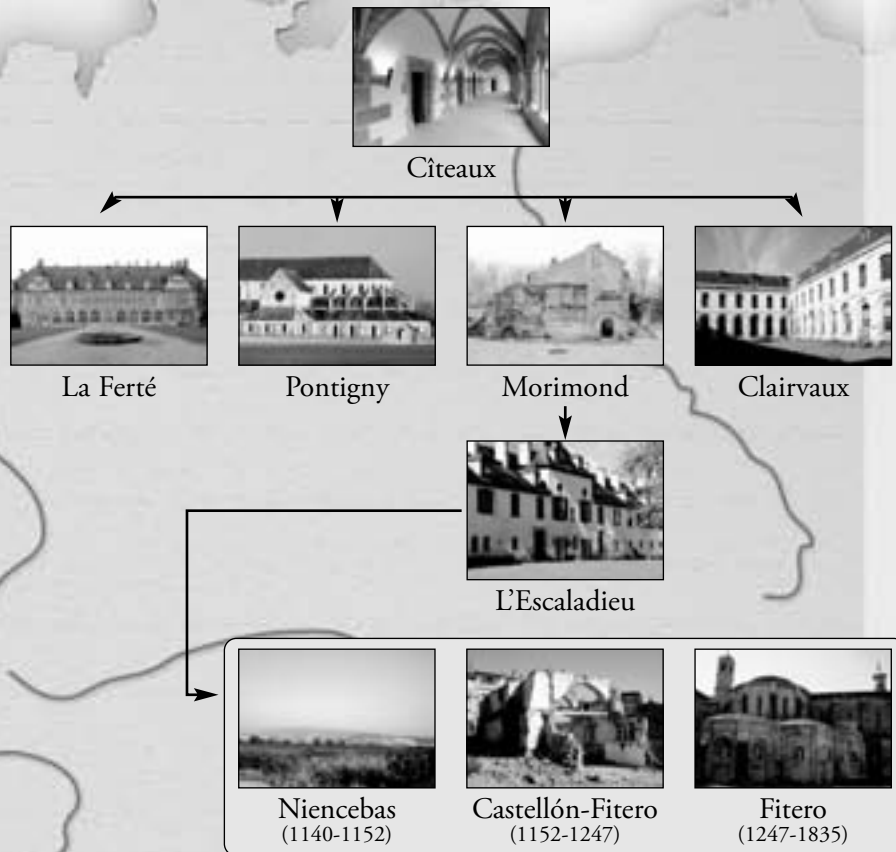 Cîteaux
La Ferté
Pontigny
Morimond
Clairvaux
L'Escaladieu
Niencebas
(1140-1152)
Castellón-Fitero
(1152-1247)
Fitero
(1247-1835)